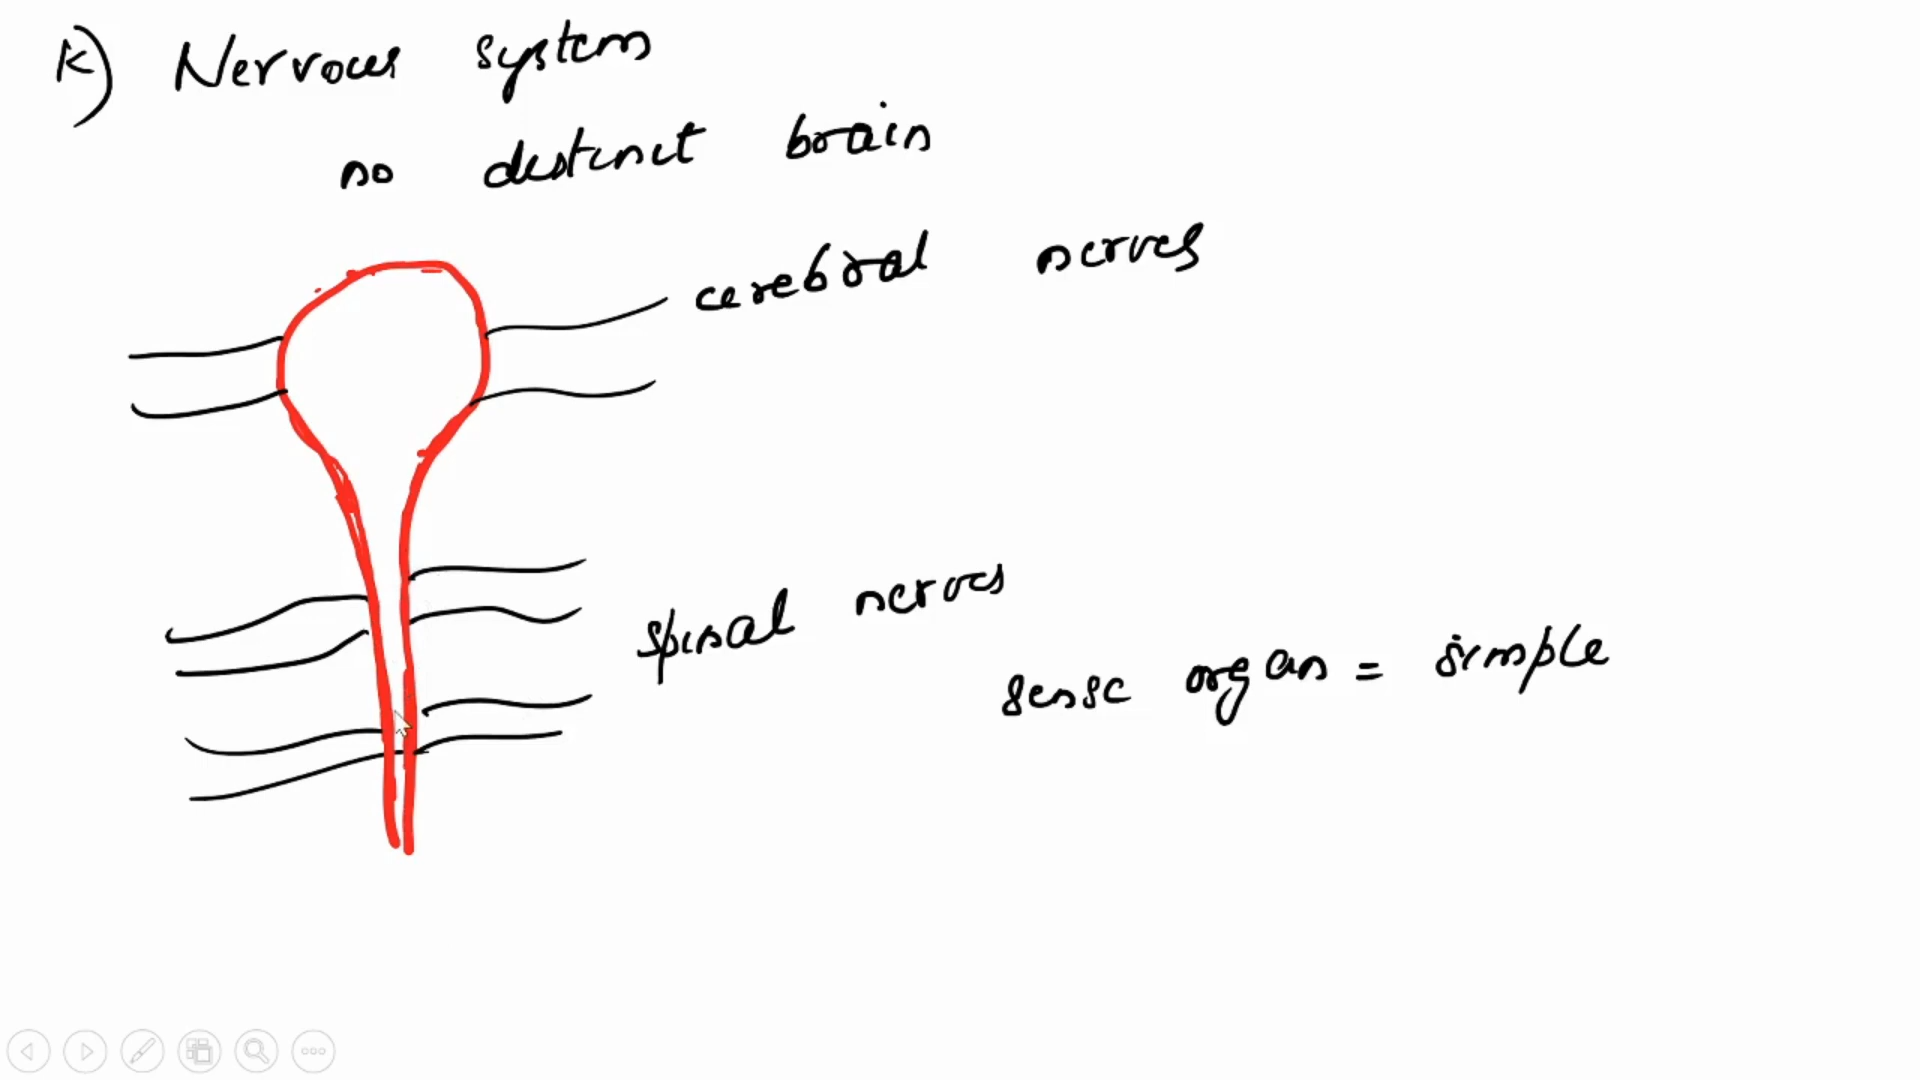 K) Nervous system
no distinct brain
cerebral nerves
spinal nerves
sense organ = simple